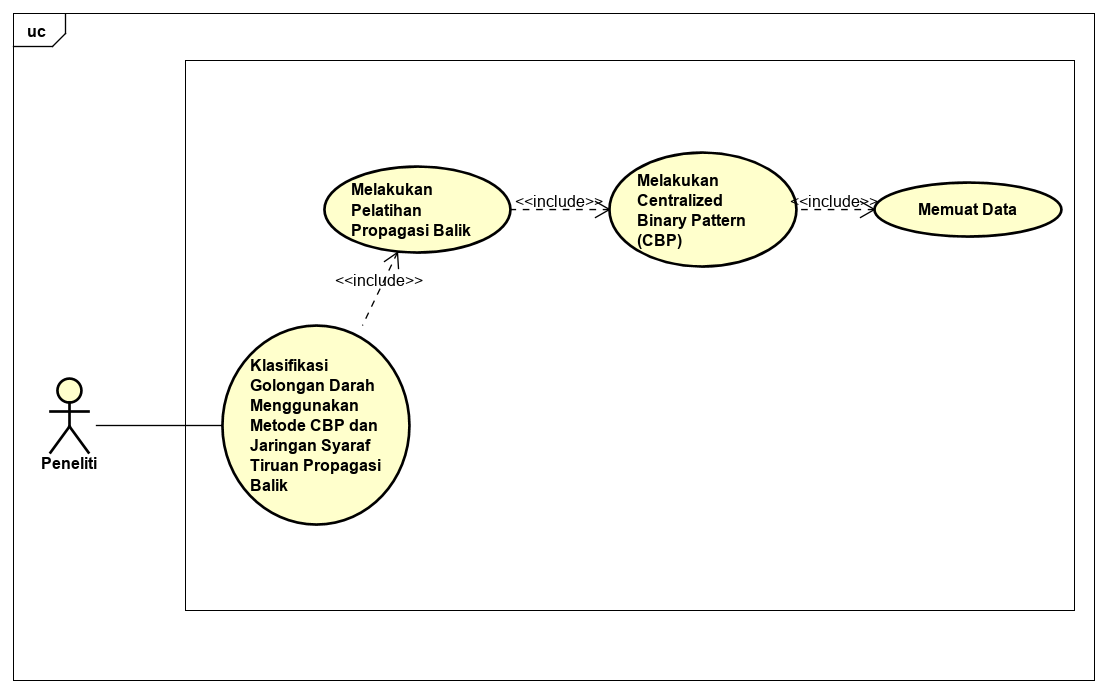 uc
Melakukan
Pelatihan
Propagasi Balik
<<include>>
Melakukan
Centralized
Binary Pattern
(CBP)
<<include>>
Memuat Data
<<include>>
Klasifikasi
Golongan Darah
Menggunakan
Metode CBP dan
Jaringan Syaraf
Tiruan Propagasi
Balik
Peneliti